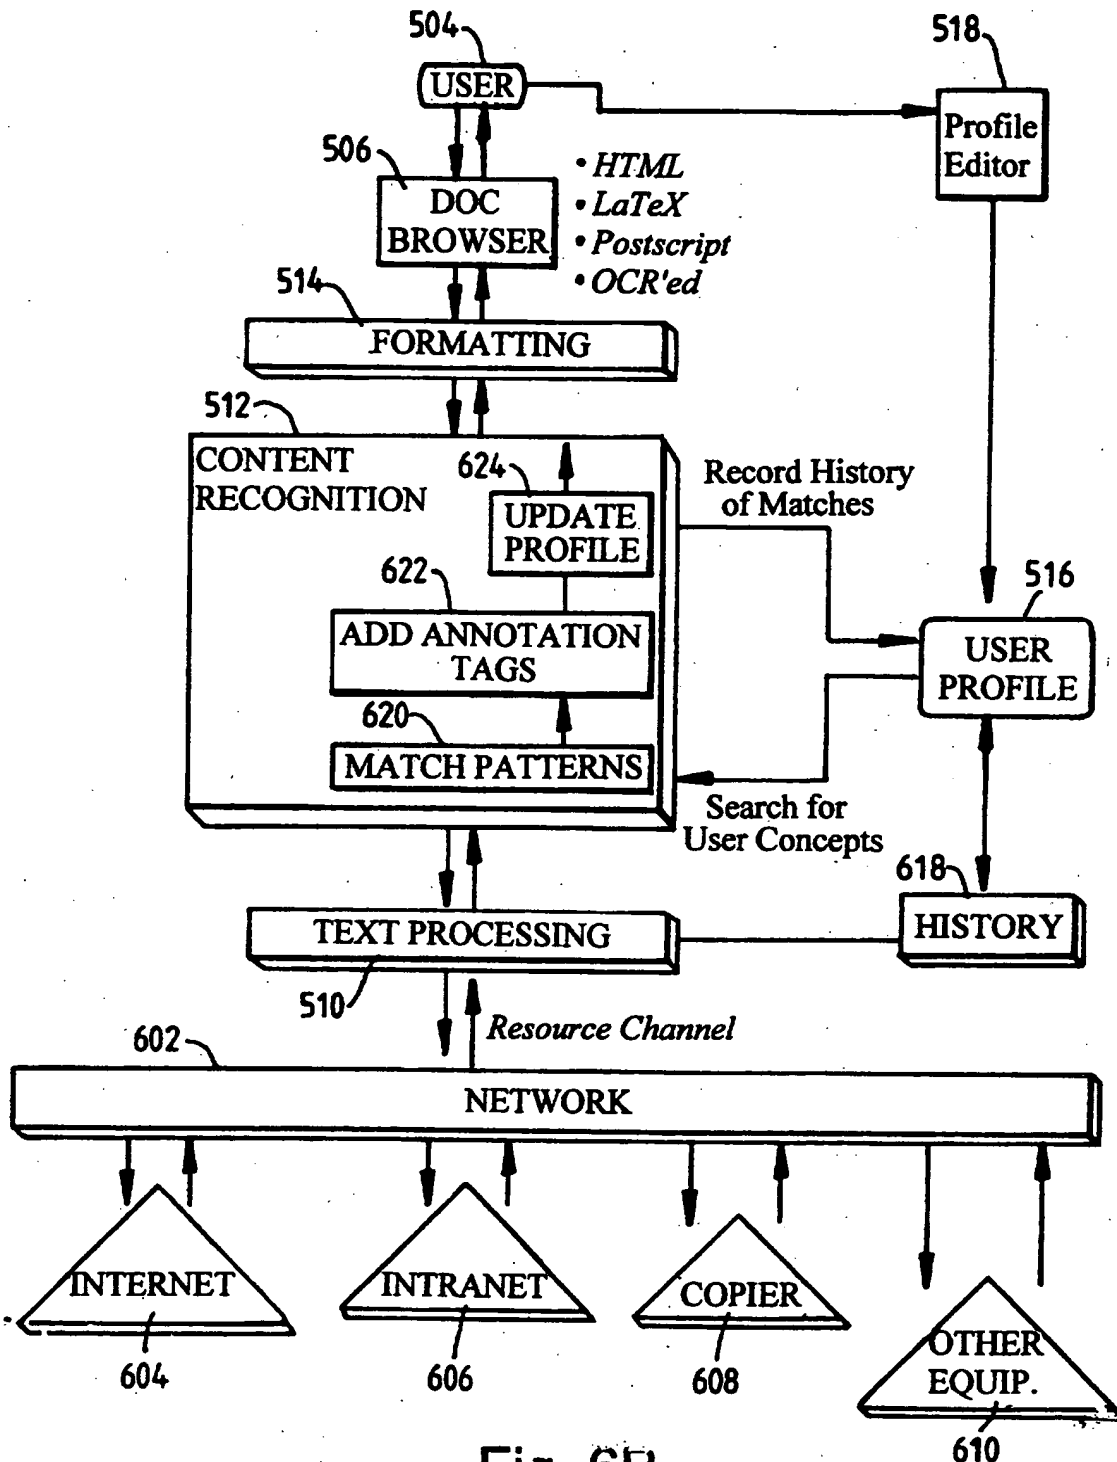 504
518
USER
Profile
Editor
506
DOC
BROWSER
• HTML
• LaTeX
• Postscript
• OCR'ed
514
FORMATTING
512
CONTENT
RECOGNITION
624
UPDATE
PROFILE
Record History
of Matches
622
ADD ANNOTATION
TAGS
516
USER
PROFILE
620
MATCH PATTERNS
Search for
User Concepts
618
HISTORY
TEXT PROCESSING
510
Resource Channel
602
NETWORK
INTERNET
INTRANET
COPIER
OTHER
EQUIP.
604
606
608
610
Fig. 6B